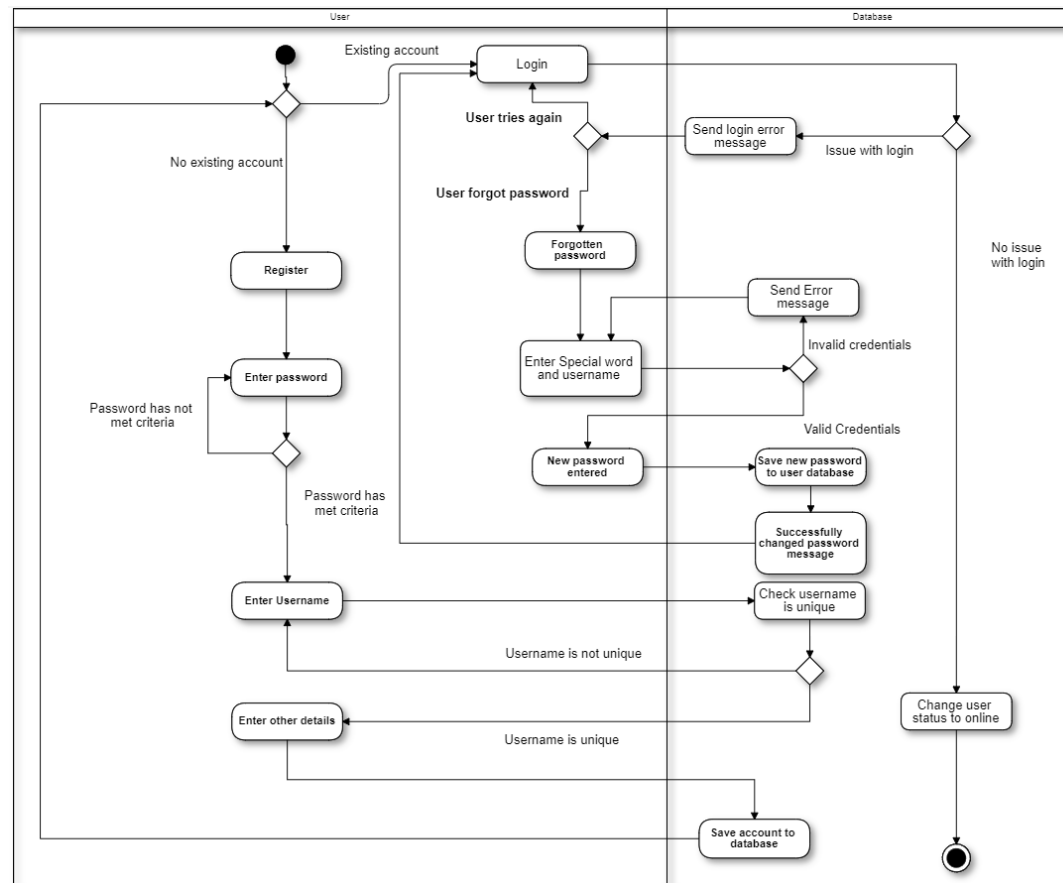 User
Database
Existing account
Login
User tries again
Send login error
message
Issue with login
No existing account
User forgot password
Forgotten
password
No issue
with login
Register
Send Error
message
Invalid credentials
Enter Special word
and username
Enter password
Password has not
met criteria
Valid Credentials
New password
entered
Save new password
to user database
Password has
met criteria
Successfully
changed password
message
Enter Username
Check username
is unique
Username is not unique
Enter other details
Username is unique
Change user
status to online
Save account to
database